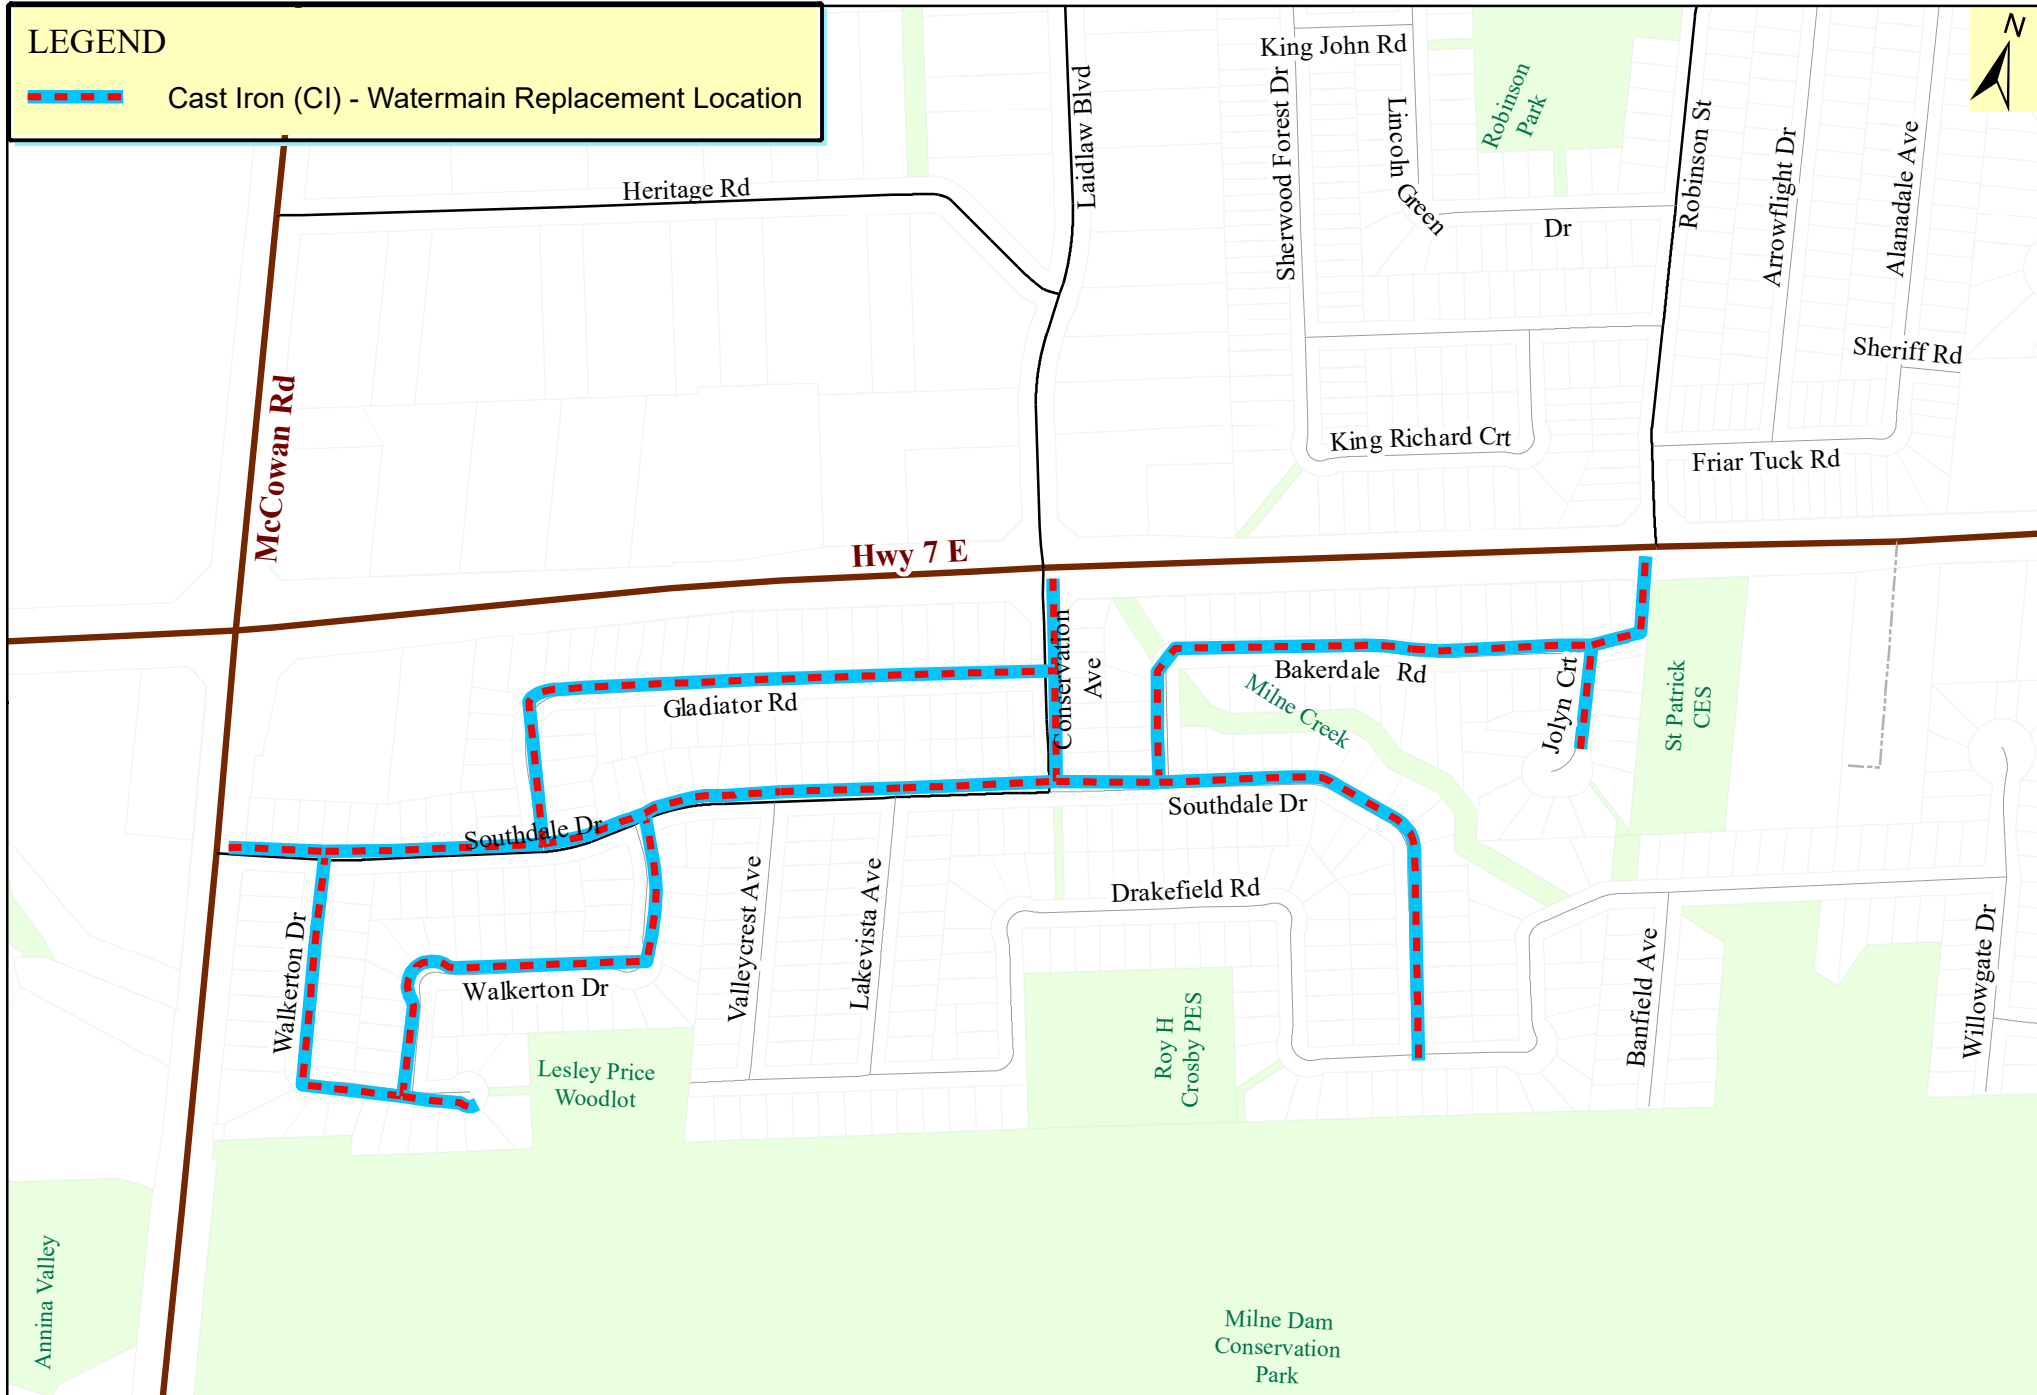 LEGEND
Cast Iron (CI) - Watermain Replacement Location
N
King John Rd
Robinson
Park
Laidlaw Blvd
Sherwood Forest Dr
Lincoln Green
Dr
Robinson St
Arrowflight Dr
Alanadale Ave
Heritage Rd
Sheriff Rd
McCowan Rd
King Richard Crt
Friar Tuck Rd
Hwy 7 E
Conservation
Ave
Bakerdale Rd
Milne Creek
Jolyn Crt
St Patrick
CES
Gladiator Rd
Southdale Dr
Southdale Dr
Walkerton Dr
Walkerton Dr
Valleycrest Ave
Lakevista Ave
Drakefield Rd
Banfield Ave
Willowgate Dr
Roy H
Crosby PES
Lesley Price
Woodlot
Annina Valley
Milne Dam
Conservation
Park